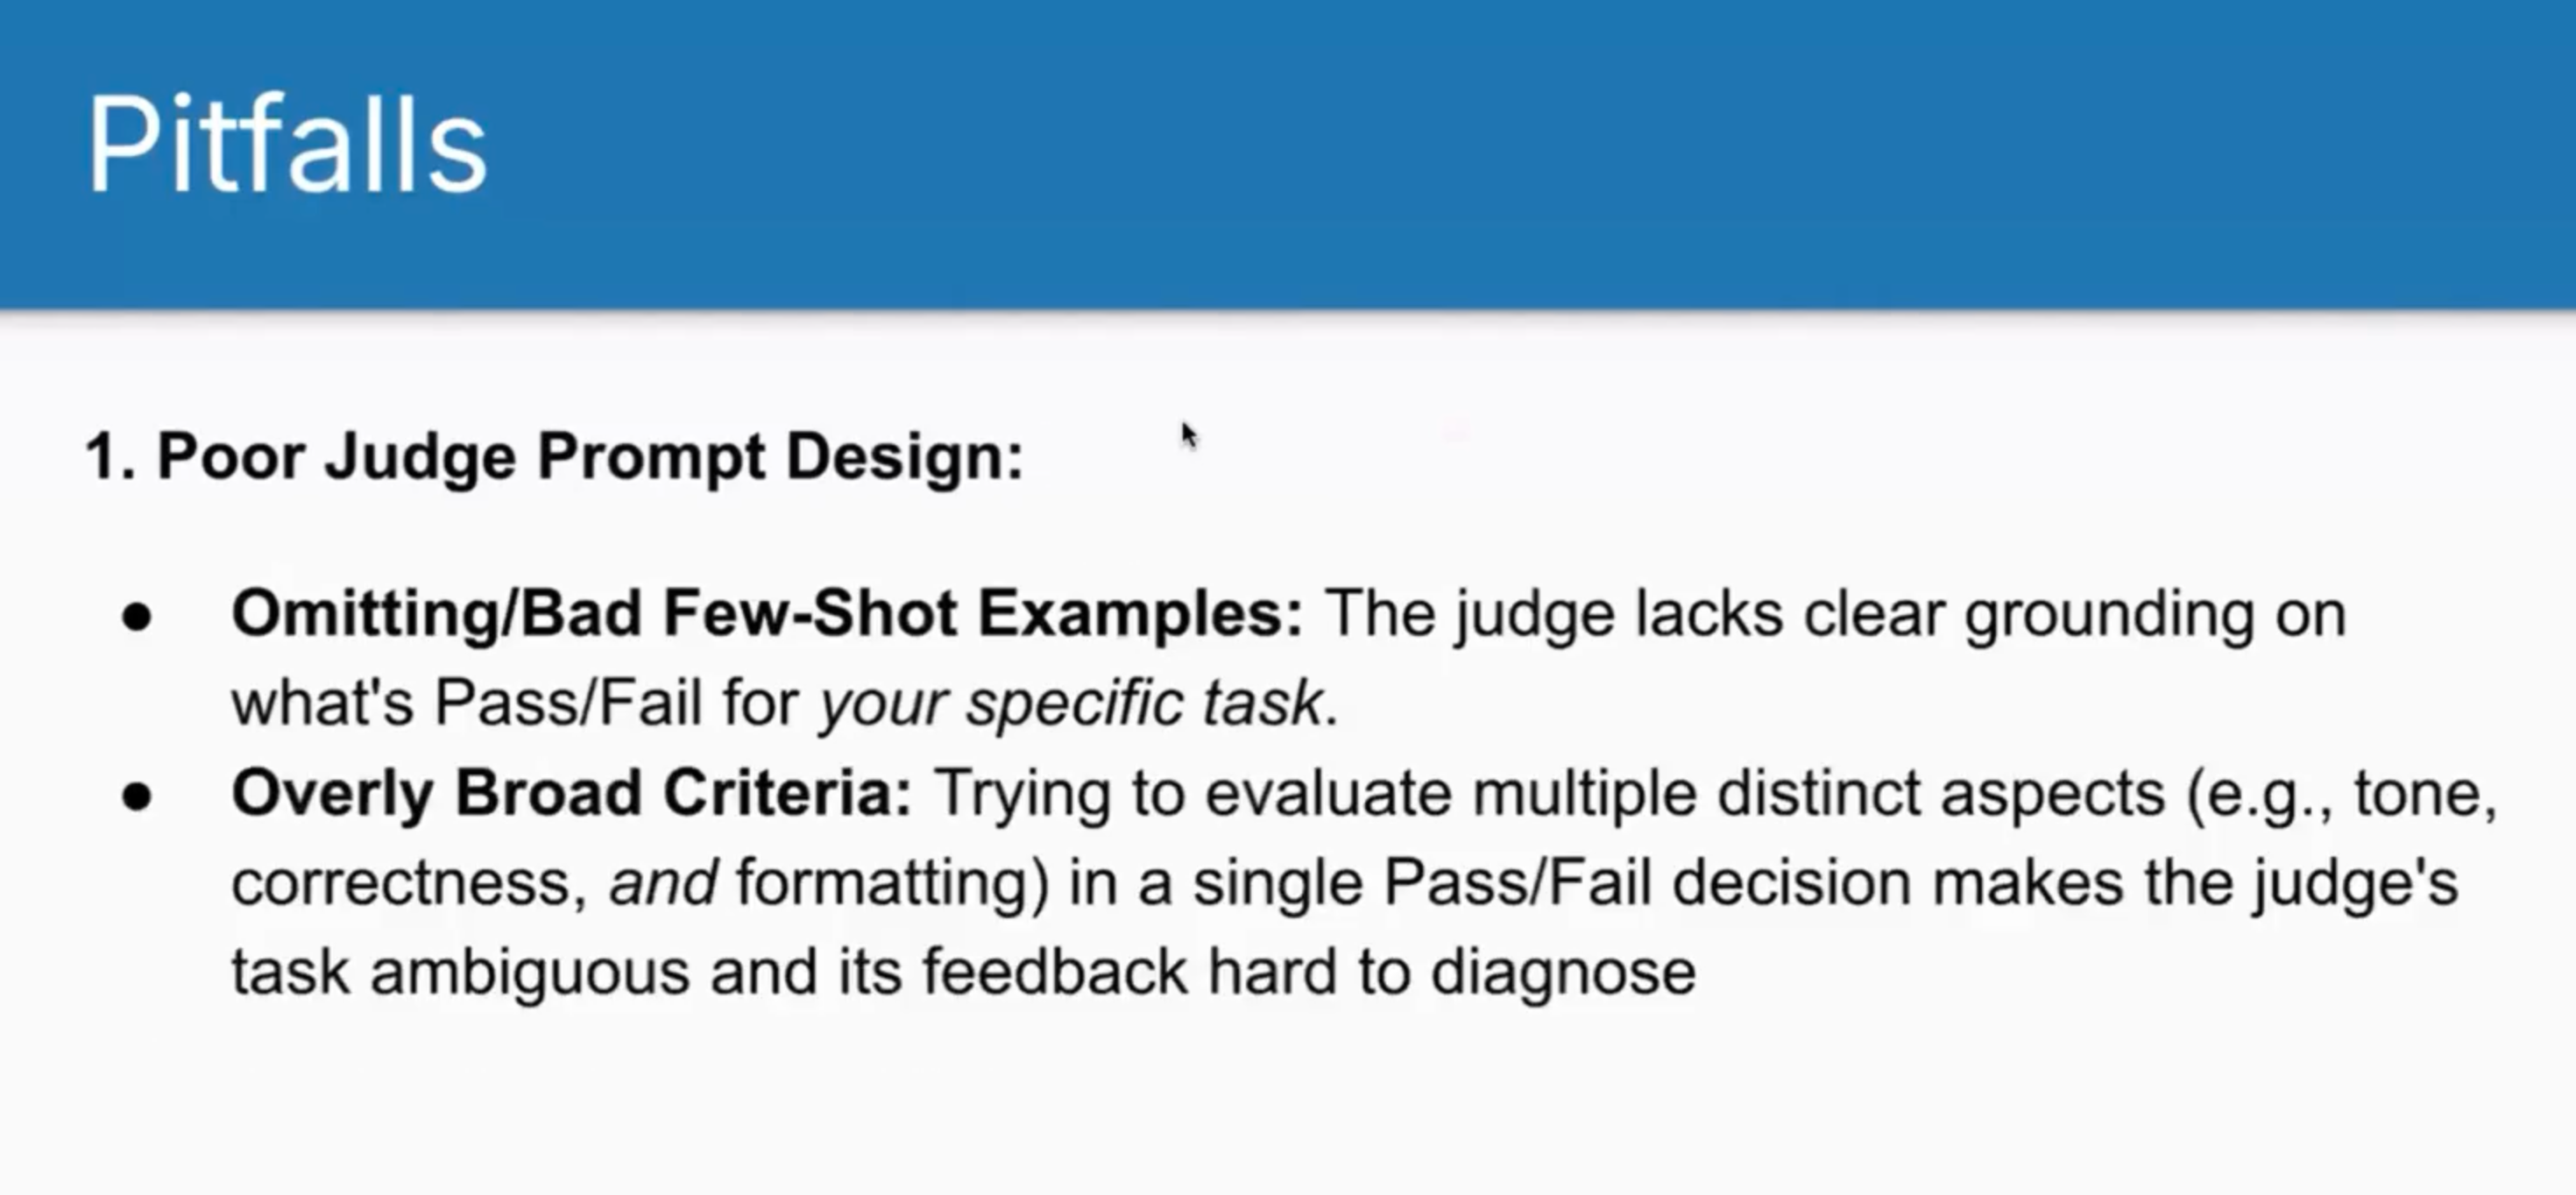 Pitfalls
1. Poor Judge Prompt Design:
● Omitting/Bad Few-Shot Examples: The judge lacks clear grounding on
what's Pass/Fail for your specific task.
● Overly Broad Criteria: Trying to evaluate multiple distinct aspects (e.g., tone,
correctness, and formatting) in a single Pass/Fail decision makes the judge's
task ambiguous and its feedback hard to diagnose